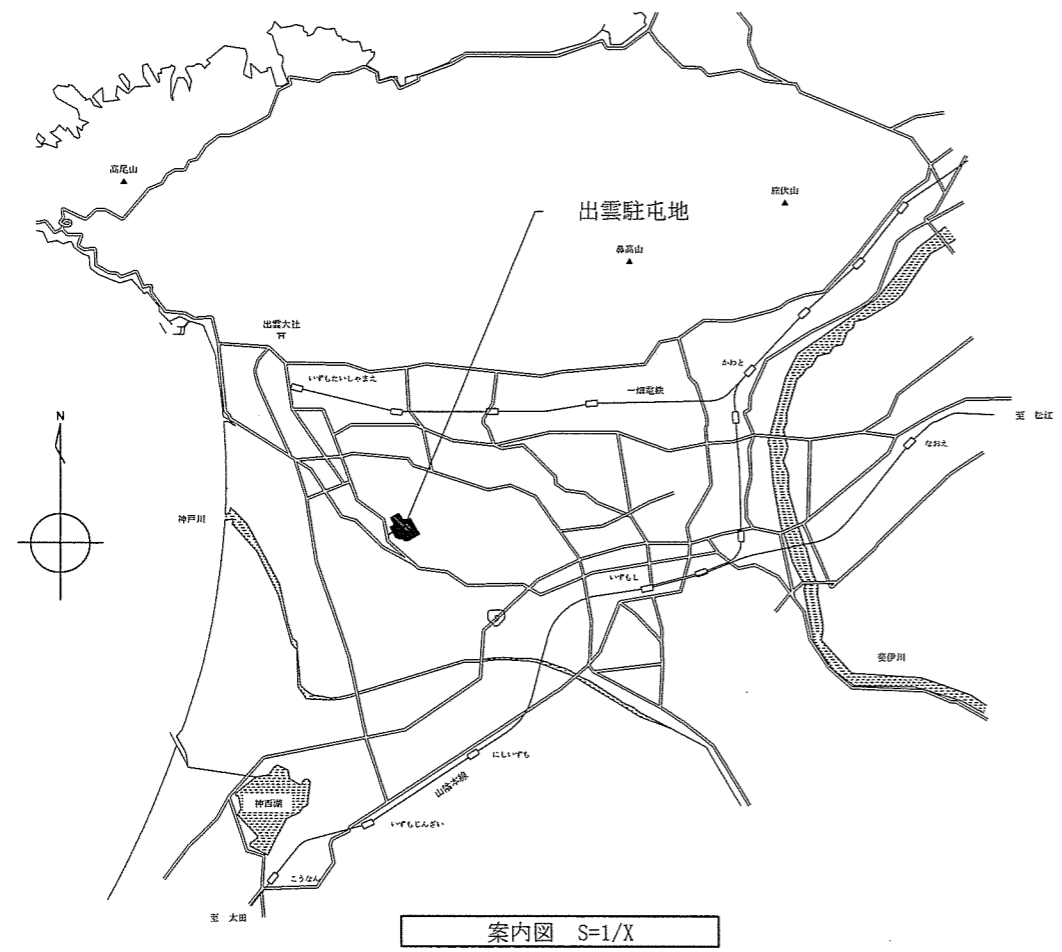 高尾山
旅伏山
出雲駐屯地
鼻高山
出雲大社
かわと
いずもたいしゃまえ
一畑電鉄
至 松江
N
なおえ
神戸川
いずもし
斐伊川
にしいずも
山陰本線
神西湖
いずもじんざい
こうなん
至 太田
案内図 S=1/X